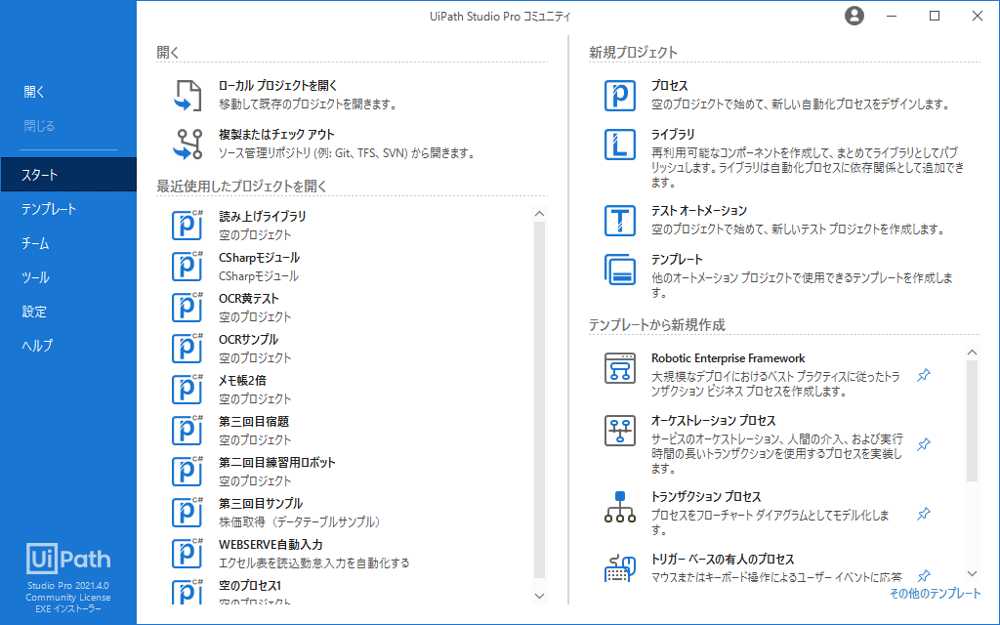 UiPath Studio Pro コミュニティ
開く
閉じる
スタート
テンプレート
チーム
ツール
設定
ヘルプ
UiPath
Studio Pro 2021.4.0
Community License
EXE インストーラー
開く
ローカル プロジェクトを開く
移動して既存のプロジェクトを開きます。
複製またはチェック アウト
ソース管理リポジトリ (例: Git、TFS、SVN) から開きます。
最近使用したプロジェクトを開く
C#
読み上げライブラリ
空のプロジェクト
C#
CSharpモジュール
CSharpモジュール
C#
OCR黄テスト
空のプロジェクト
C#
OCRサンプル
空のプロジェクト
C#
メモ帳2倍
空のプロジェクト
C#
第三回目宿題
空のプロジェクト
C#
第二回目練習用ロボット
空のプロジェクト
C#
第三回目サンプル
株価取得（データテーブルサンプル）
C#
WEBSERVE自動入力
エクセル表を読込勤怠入力を自動化する
C#
空のプロセス1
空のプロジェクト
新規プロジェクト
プロセス
空のプロジェクトで始めて、新しい自動化プロセスをデザインします。
ライブラリ
再利用可能なコンポーネントを作成して、まとめてライブラリとしてパブ
リッシュします。ライブラリは自動化プロセスに依存関係として追加でき
ます。
テスト オートメーション
空のプロジェクトで始めて、新しいテスト プロジェクトを作成します。
テンプレート
他のオートメーション プロジェクトで使用できるテンプレートを作成しま
す。
テンプレートから新規作成
Robotic Enterprise Framework
大規模なデプロイにおけるベスト プラクティスに従ったトラ
ンザクション ビジネス プロセスを作成します。
オーケストレーション プロセス
サービスのオーケストレーション、人間の介入、および実行
時間の長いトランザクションを使用するプロセスを実装し
ます。
トランザクション プロセス
プロセスをフローチャート ダイアグラムとしてモデル化しま
す。
トリガー ベースの有人のプロセス
マウスまたはキーボード操作によるユーザー イベントに応答
その他のテンプレート